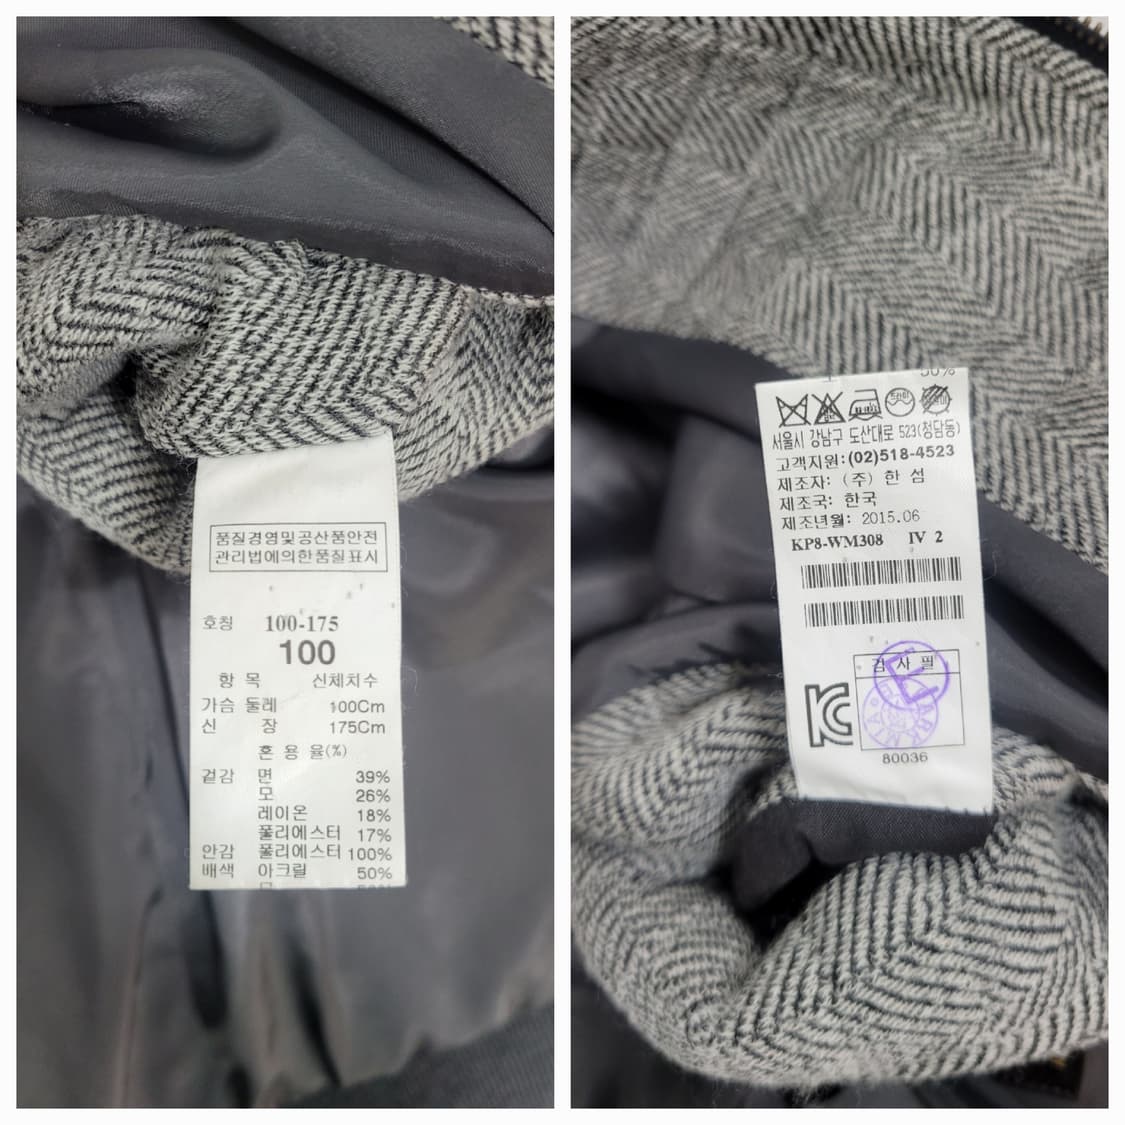 품질경영및공산품안전
관리법에의한품질표시
호칭 100-175
100
항 목 신체치수
가슴 둘레 100Cm
신 장 175Cm
혼 용 율(%)
겉감 면 39%
모 26%
레이온 18%
폴리에스터 17%
안감 폴리에스터 100%
배색 아크릴 50%
50%
서울시 강남구 도산대로 523(청담동)
고객지원:(02)518-4523
제조자: (주) 한 섬
제조국: 한국
제조년월: 2015.06
KP8-WM308 IV 2
검 사 필
KC
80036